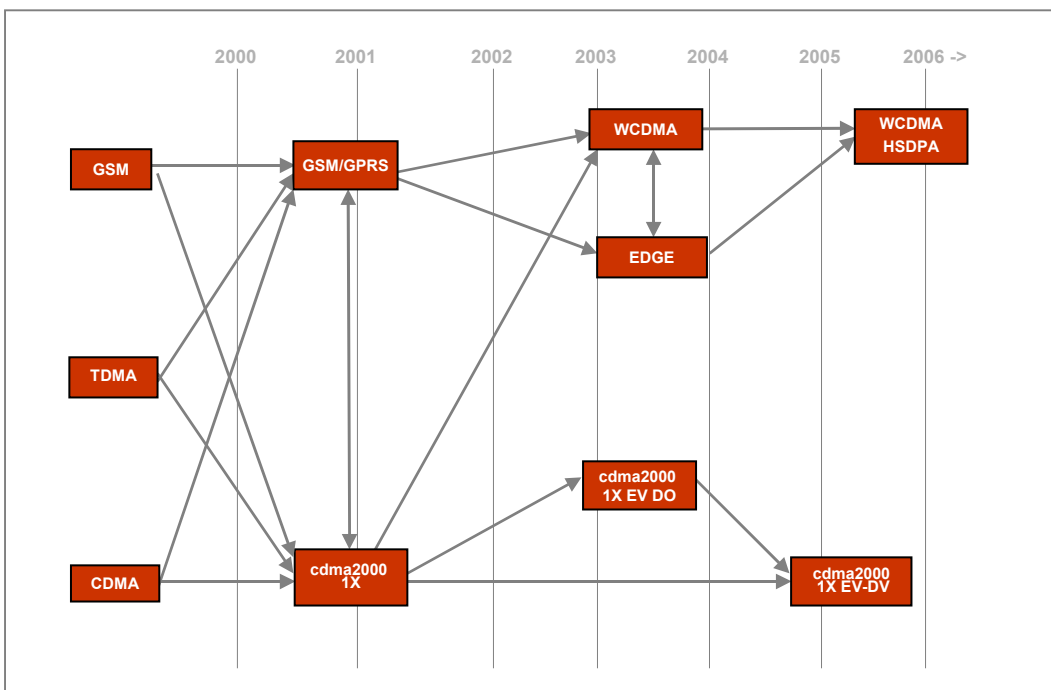 2000 2001 2002 2003 2004 2005 2006 ->
WCDMA
WCDMA
HSDPA
GSM
GSM/GPRS
EDGE
TDMA
cdma2000
1X EV DO
CDMA
cdma2000
1X
cdma2000
1X EV-DV